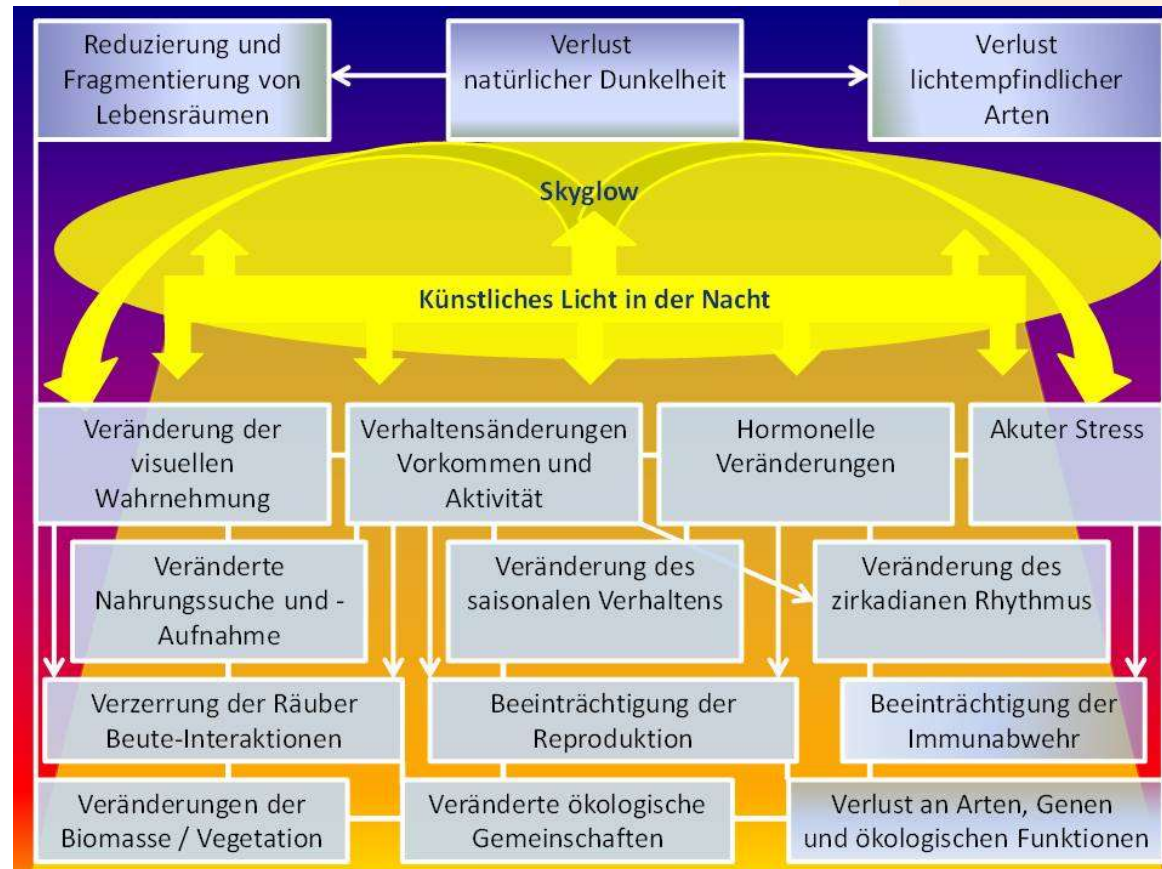 Reduzierung und
Fragmentierung von
Lebensräumen
Verlust
natürlicher Dunkelheit
Verlust
lichtempfindlicher
Arten
Skyglow
Künstliches Licht in der Nacht
Veränderung der
visuellen
Wahrnehmung
Verhaltensänderungen
Vorkommen und
Aktivität
Hormonelle
Veränderungen
Akuter Stress
Veränderte
Nahrungssuche und -
Aufnahme
Veränderung des
saisonalen Verhaltens
Veränderung des
zirkadianen Rhythmus
Verzerrung der Räuber
Beute-Interaktionen
Beeinträchtigung der
Reproduktion
Beeinträchtigung der
Immunabwehr
Veränderungen der
Biomasse / Vegetation
Veränderte ökologische
Gemeinschaften
Verlust an Arten, Genen
und ökologischen Funktionen